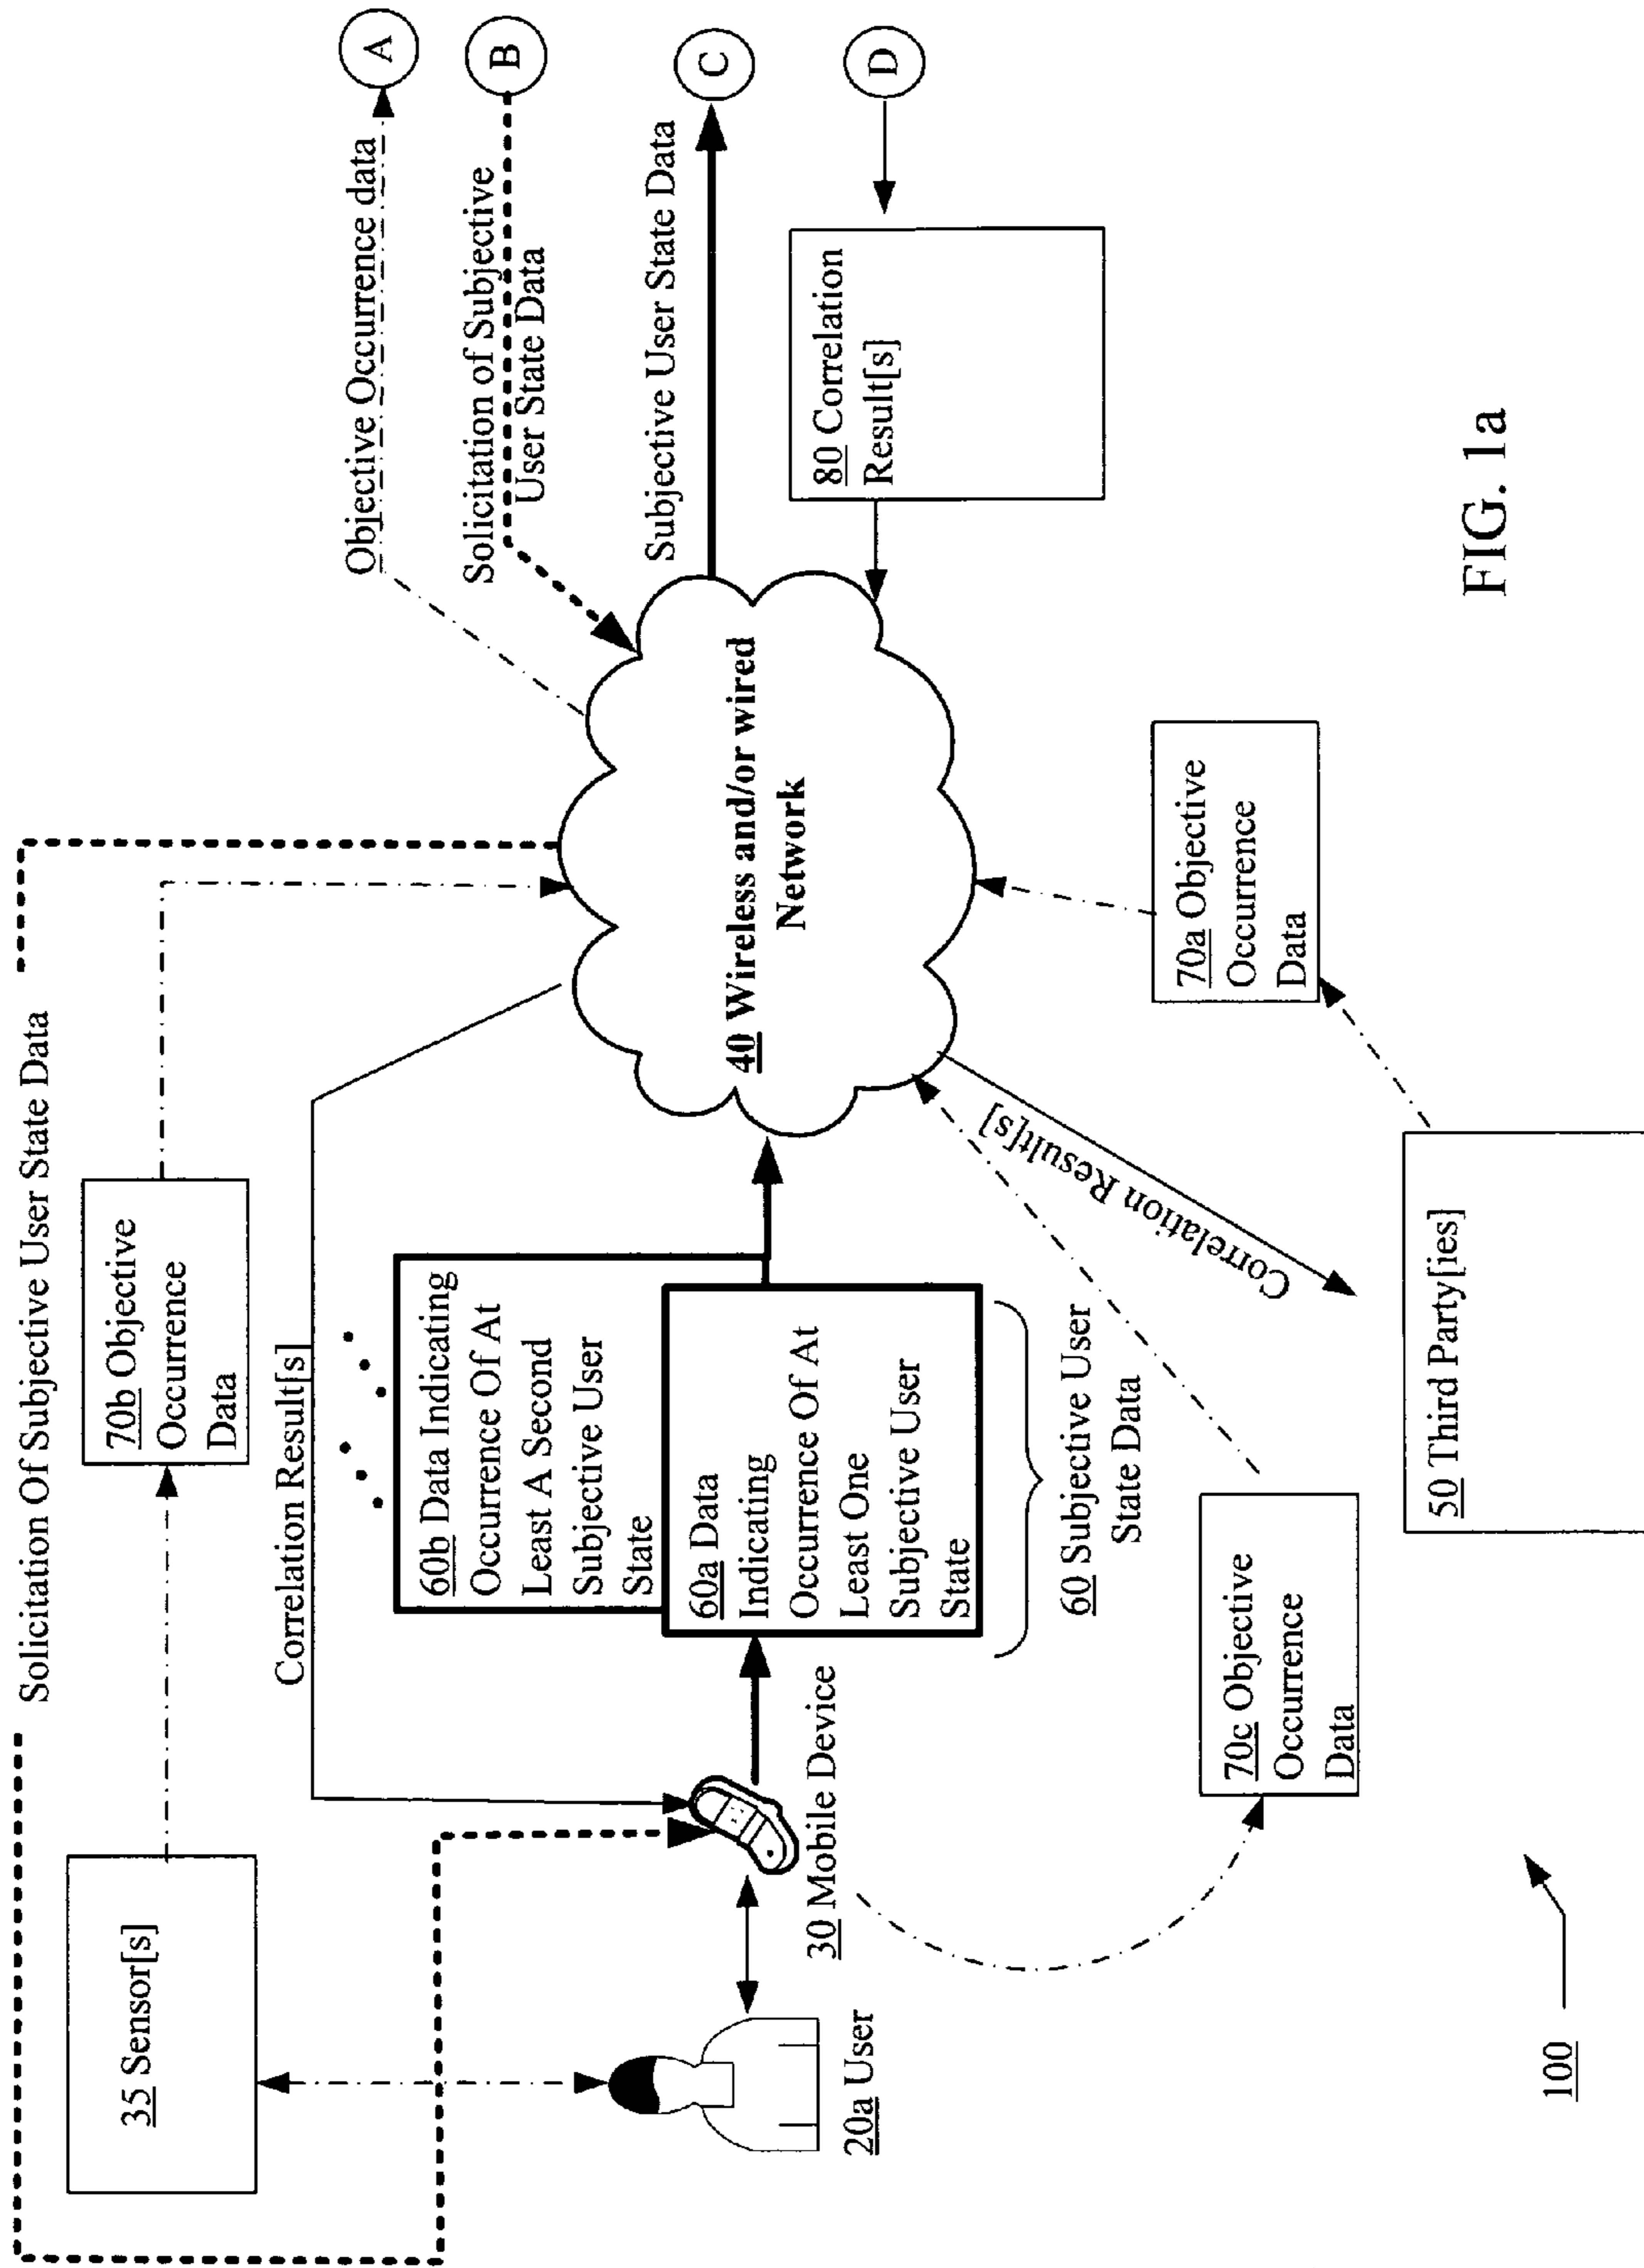 Solicitation Of Subjective User State Data
35 Sensor[s]
70b Objective
Occurrence
Data
Correlation Result[s]
Objective Occurrence data
A
Solicitation of Subjective
User State Data
B
Subjective User State Data
C
D
80 Correlation
Result[s]
20a User
30 Mobile Device
60b Data Indicating
Occurrence Of At
Least A Second
Subjective User
State
60a Data
Indicating
Occurrence Of At
Least One
Subjective User
State
60 Subjective User
State Data
40 Wireless and/or wired
Network
Correlation Result[s]
70c Objective
Occurrence
Data
70a Objective
Occurrence
Data
50 Third Party[ies]
100
FIG. 1a